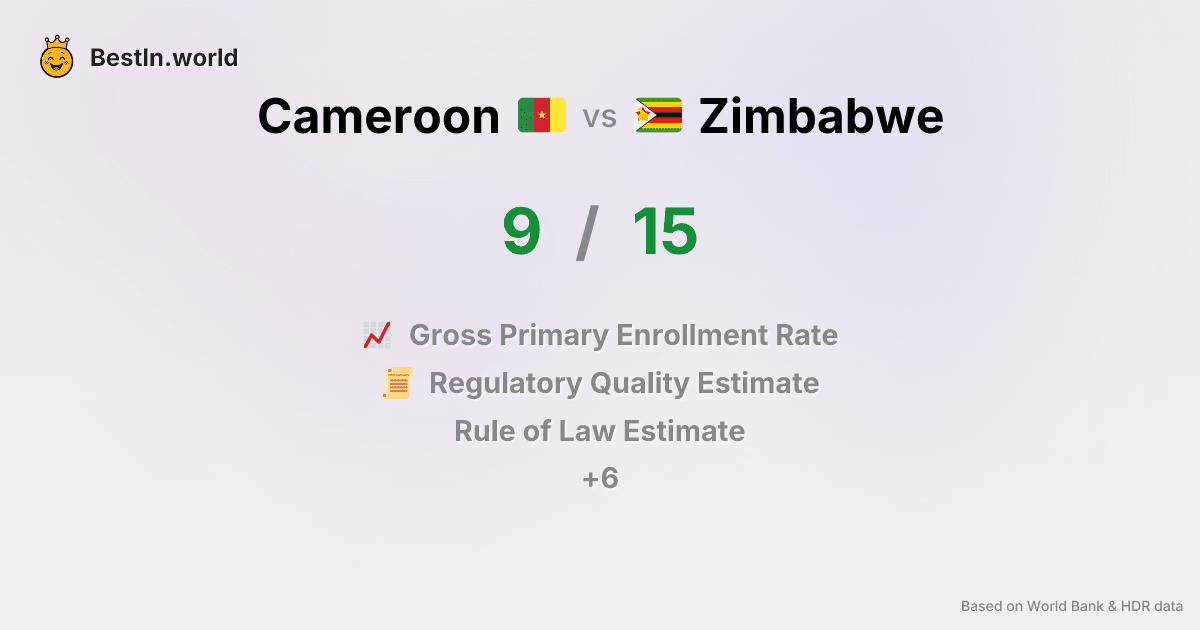 BestIn.world
Cameroon vs Zimbabwe
9 / 15
Gross Primary Enrollment Rate
Regulatory Quality Estimate
Rule of Law Estimate
+6
Based on World Bank & HDR data